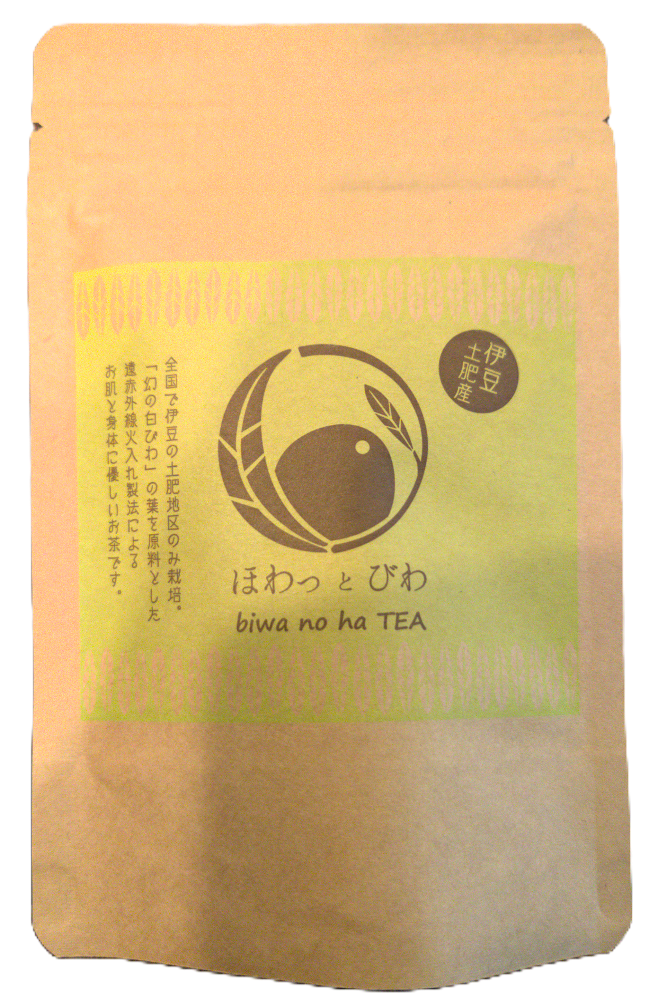 伊豆
土肥産
全国で伊豆の土肥地区のみ栽培。
「幻の白びわ」の葉を原料とした
遠赤外線火入れ製法による
お肌と身体に優しいお茶です。
ほわっとびわ
biwa no ha TEA